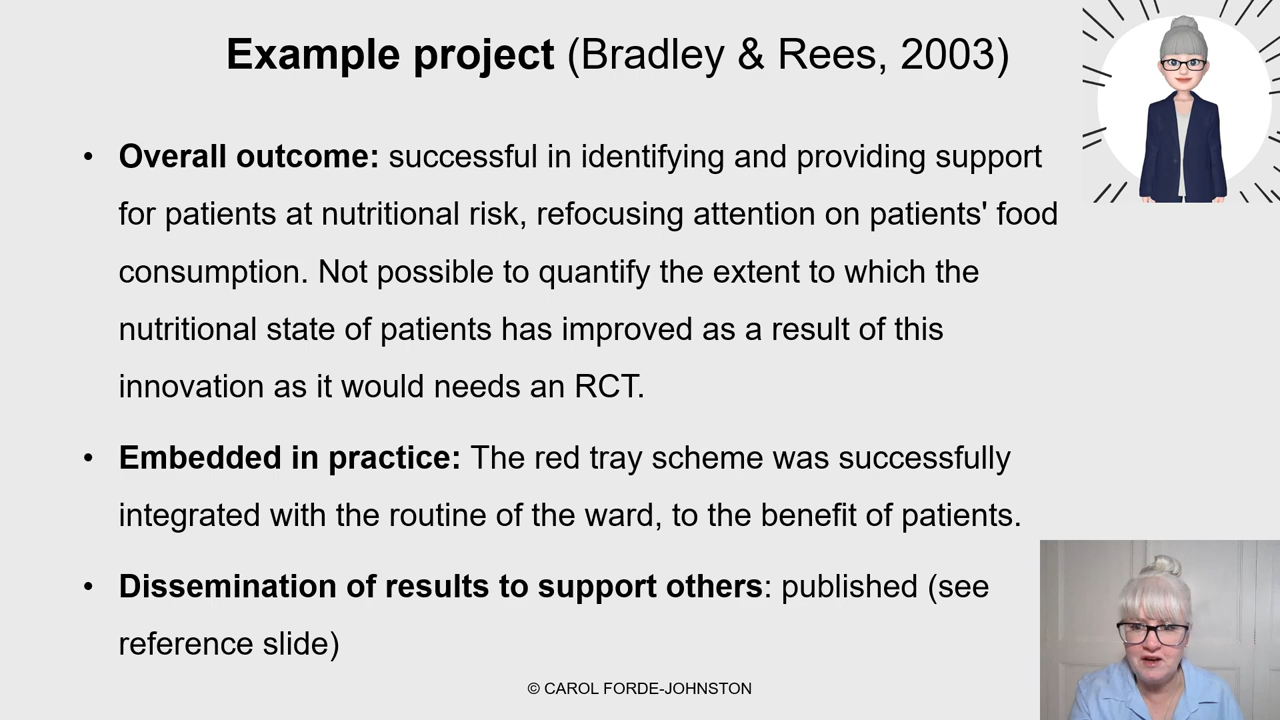 Example project (Bradley & Rees, 2003)
• Overall outcome: successful in identifying and providing support
for patients at nutritional risk, refocusing attention on patients' food
consumption. Not possible to quantify the extent to which the
nutritional state of patients has improved as a result of this
innovation as it would needs an RCT.
• Embedded in practice: The red tray scheme was successfully
integrated with the routine of the ward, to the benefit of patients.
• Dissemination of results to support others: published (see
reference slide)
© CAROL FORDE-JOHNSTON